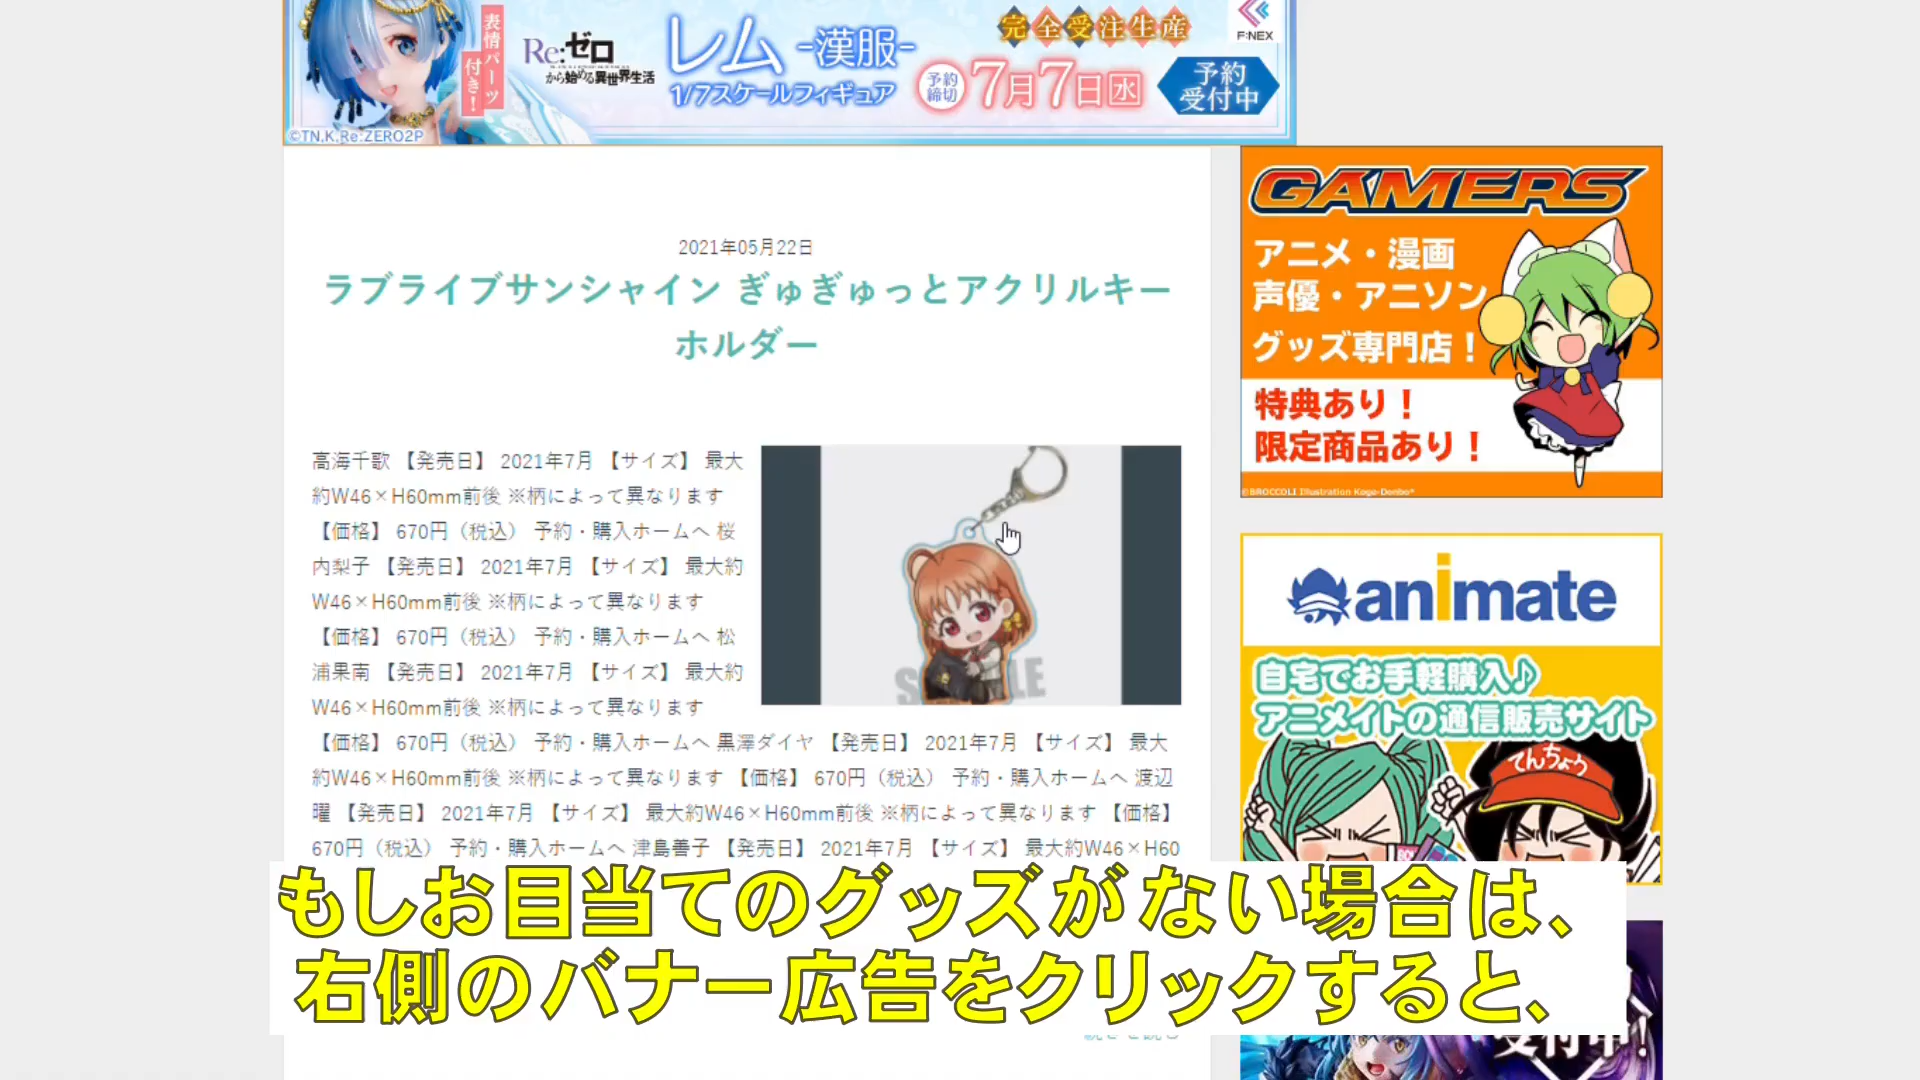 表情パーツ付き！
Re:ゼロ
から始める異世界生活
レム -漢服-
1/7スケールフィギュア
完全受注生産
予約締切 7月7日水
予約受付中
F:NEX
©TN,K,Re:ZERO2P
2021年05月22日
ラブライブサンシャイン ぎゅぎゅっとアクリルキー
ホルダー
高海千歌 【発売日】 2021年7月 【サイズ】 最大
約W46×H60mm前後 ※柄によって異なります
【価格】 670円（税込） 予約・購入ホームへ 桜
内梨子 【発売日】 2021年7月 【サイズ】 最大約
W46×H60mm前後 ※柄によって異なります
【価格】 670円（税込） 予約・購入ホームへ 松
浦果南 【発売日】 2021年7月 【サイズ】 最大約
W46×H60mm前後 ※柄によって異なります
【価格】 670円（税込） 予約・購入ホームへ 黒澤ダイヤ 【発売日】 2021年7月 【サイズ】 最大
約W46×H60mm前後 ※柄によって異なります 【価格】 670円（税込） 予約・購入ホームへ 渡辺
曜 【発売日】 2021年7月 【サイズ】 最大約W46×H60mm前後 ※柄によって異なります 【価格】
670円（税込） 予約・購入ホームへ 津島善子 【発売日】 2021年7月 【サイズ】 最大約W46×H60
GAMERS
アニメ・漫画
声優・アニソン
グッズ専門店！
特典あり！
限定商品あり！
©BROCCOLI Illustration Koge-Donbo*
animate
自宅でお手軽購入♪
アニメイトの通信販売サイト
てんちょう
もしお目当てのグッズがない場合は、
右側のバナー広告をクリックすると、
受付中！